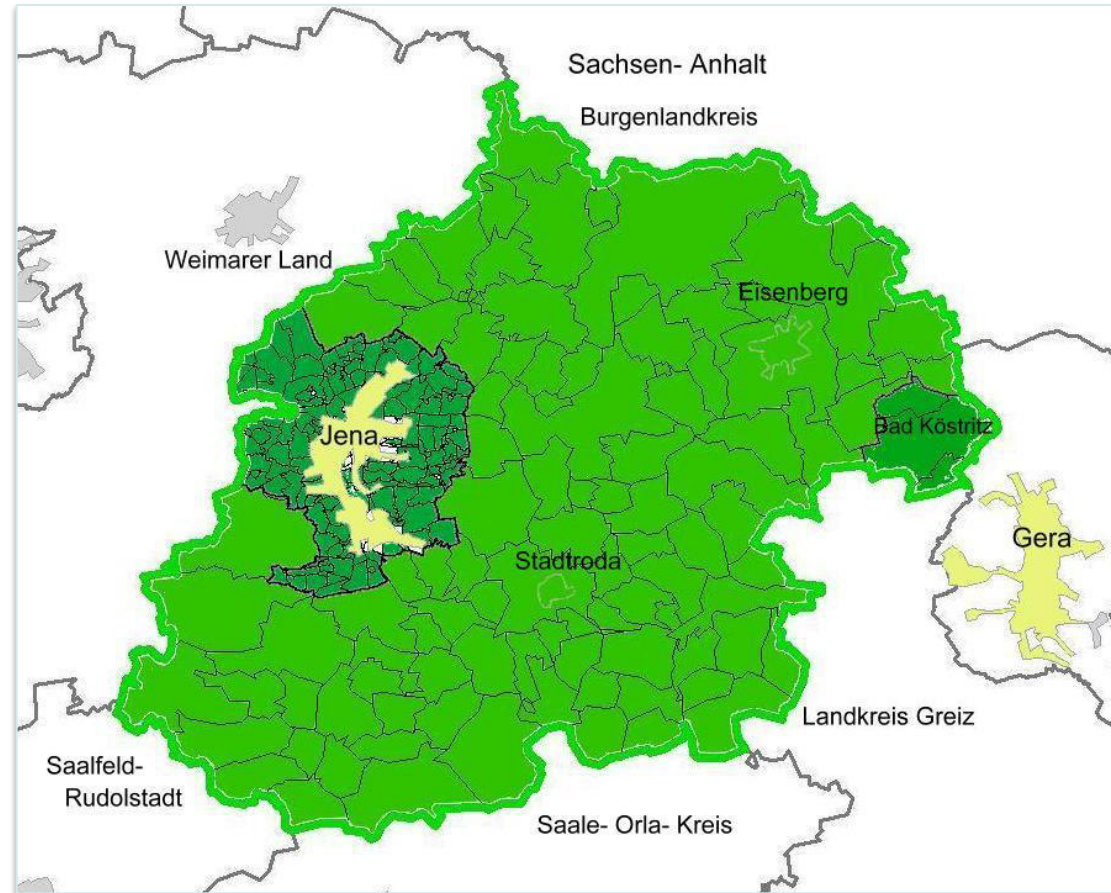 Sachsen- Anhalt
Burgenlandkreis
Weimarer Land
Eisenberg
Jena
Bad Köstritz
Gera
Stadtroda
Landkreis Greiz
Saalfeld-
Rudolstadt
Saale- Orla- Kreis